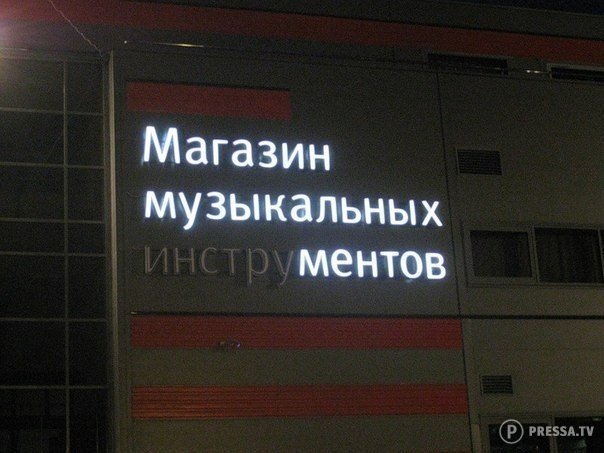 Магазин
музыкальных
инструментов
PRESSA.TV